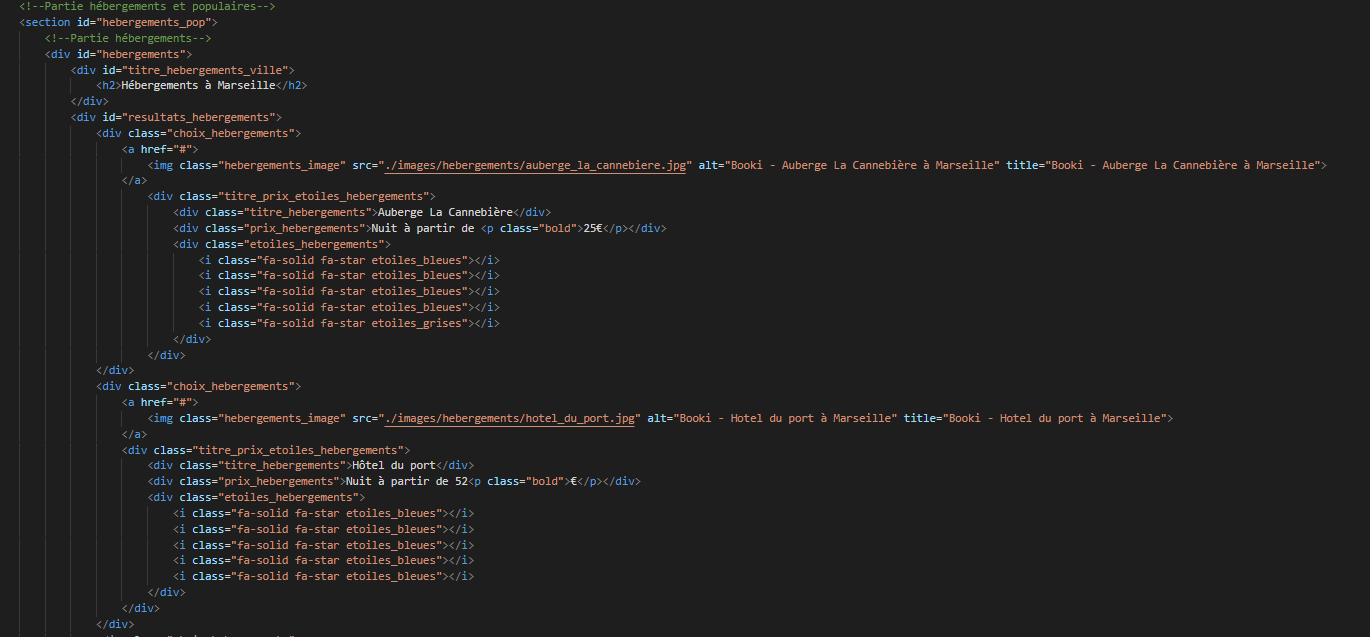 <!--Partie hébergements et populaires-->
<section id="hebergements_pop">
<!--Partie hébergements-->
<div id="hebergements">
<div id="titre_hebergements_ville">
<h2>Hébergements à Marseille</h2>
</div>
<div id="resultats_hebergements">
<div class="choix_hebergements">
<a href="#">
<img class="hebergements_image" src="./images/hebergements/auberge_la_cannebiere.jpg" alt="Booki - Auberge La Cannebière à Marseille" title="Booki - Auberge La Cannebière à Marseille">
</a>
<div class="titre_prix_etoiles_hebergements">
<div class="titre_hebergements">Auberge La Cannebière</div>
<div class="prix_hebergements">Nuit à partir de <p class="bold">25€</p></div>
<div class="etoiles_hebergements">
<i class="fa-solid fa-star etoiles_bleues"></i>
<i class="fa-solid fa-star etoiles_bleues"></i>
<i class="fa-solid fa-star etoiles_bleues"></i>
<i class="fa-solid fa-star etoiles_bleues"></i>
<i class="fa-solid fa-star etoiles_grises"></i>
</div>
</div>
</div>
<div class="choix_hebergements">
<a href="#">
<img class="hebergements_image" src="./images/hebergements/hotel_du_port.jpg" alt="Booki - Hotel du port à Marseille" title="Booki - Hotel du port à Marseille">
</a>
<div class="titre_prix_etoiles_hebergements">
<div class="titre_hebergements">Hôtel du port</div>
<div class="prix_hebergements">Nuit à partir de 52<p class="bold">€</p></div>
<div class="etoiles_hebergements">
<i class="fa-solid fa-star etoiles_bleues"></i>
<i class="fa-solid fa-star etoiles_bleues"></i>
<i class="fa-solid fa-star etoiles_bleues"></i>
<i class="fa-solid fa-star etoiles_bleues"></i>
<i class="fa-solid fa-star etoiles_bleues"></i>
</div>
</div>
</div>